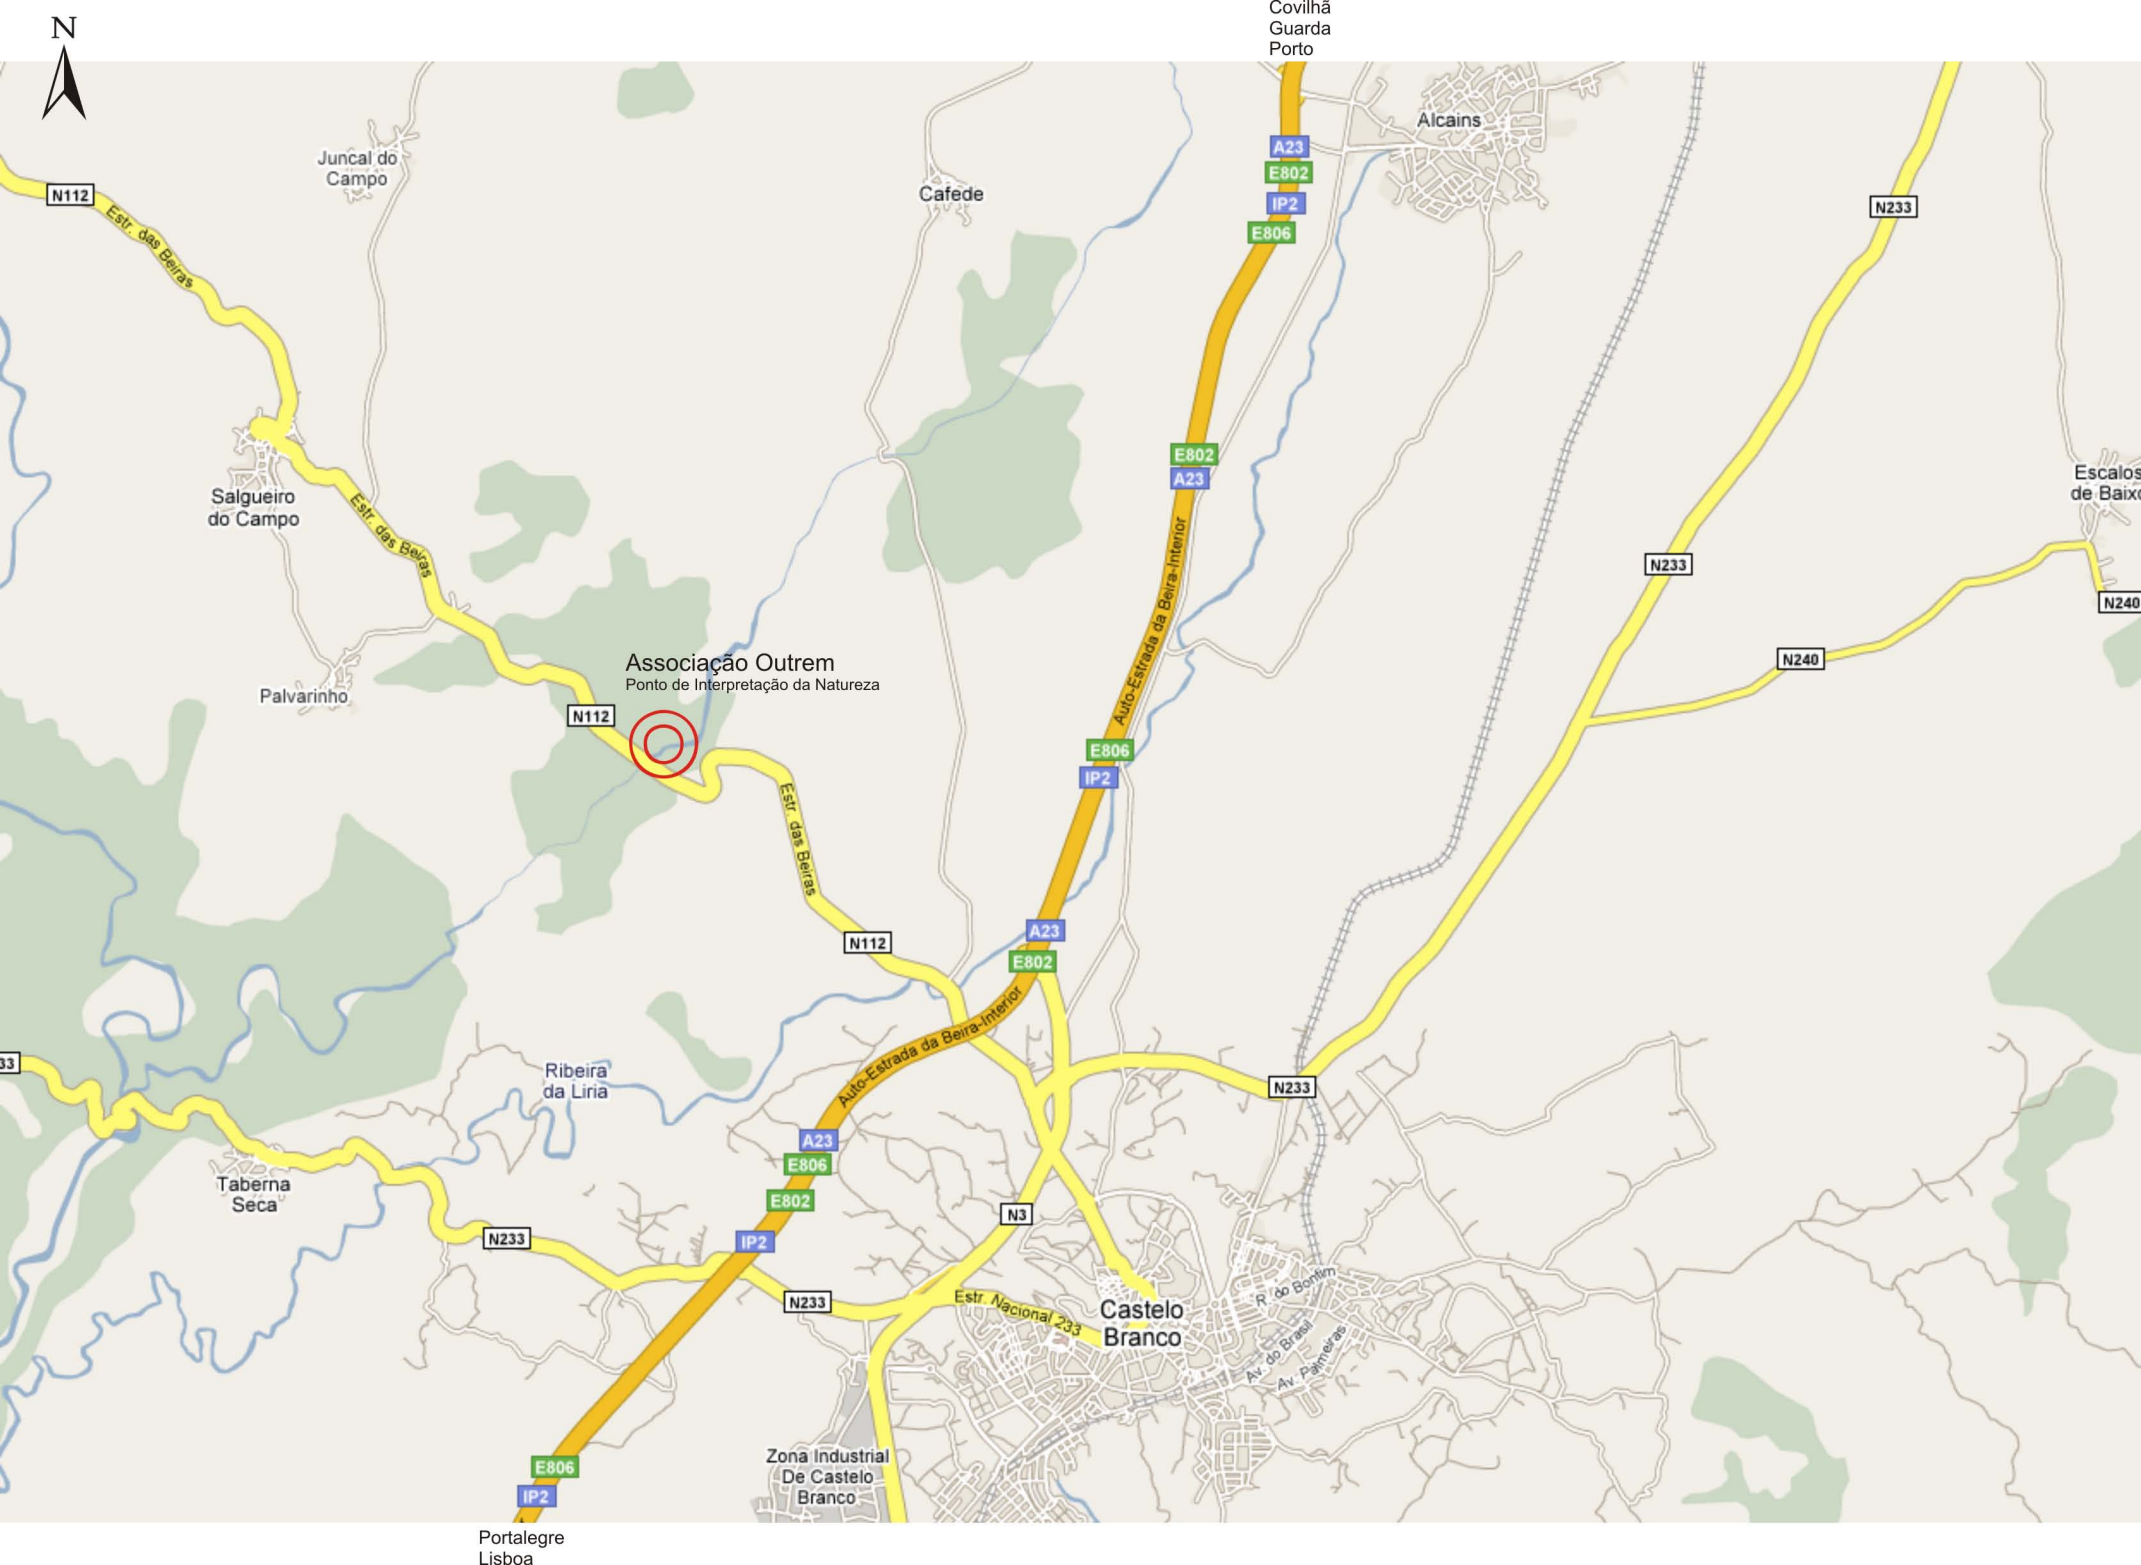 Covilhã
Guarda
Porto
N
Alcains
Juncal do
Campo
A23
E802
Cafede
N112
IP2
N233
Estr. das Beiras
E806
E802
Escalos
de Baixo
A23
Salgueiro
do Campo
Estr. das Beiras
Auto-Estrada da Beira-Interior
N233
N240
N240
Associação Outrem
Ponto de Interpretação da Natureza
Palvarinho
N112
E806
IP2
Estr. das Beiras
A23
N112
E802
Auto-Estrada da Beira-Interior
33
Ribeira
da Liria
N233
A23
E806
Taberna
Seca
E802
N3
N233
IP2
R. do Bonfim
N233
Estr. Nacional 233
Castelo
Branco
Av. do Brasil
Av. Palmeiras
Zona Industrial
De Castelo
Branco
E806
IP2
Portalegre
Lisboa